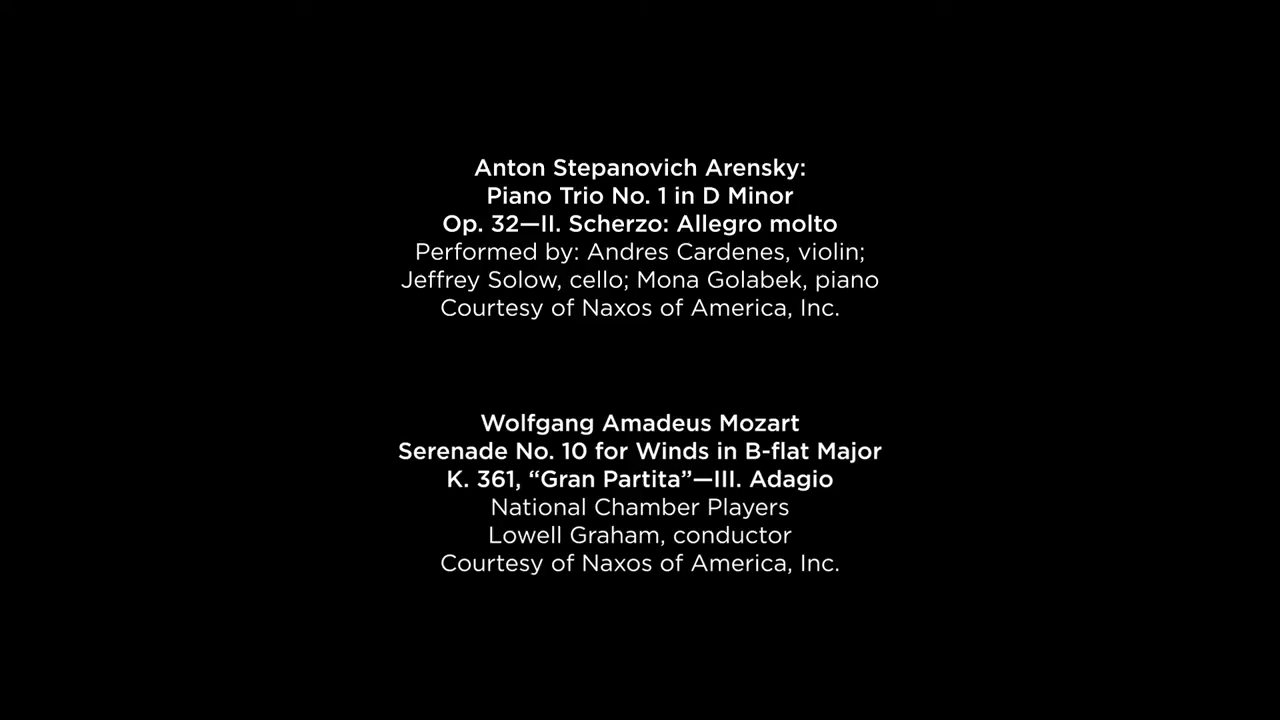 Anton Stepanovich Arensky:
Piano Trio No. 1 in D Minor
Op. 32—II. Scherzo: Allegro molto
Performed by: Andres Cardenes, violin;
Jeffrey Solow, cello; Mona Golabek, piano
Courtesy of Naxos of America, Inc.
Wolfgang Amadeus Mozart
Serenade No. 10 for Winds in B-flat Major
K. 361, “Gran Partita”—III. Adagio
National Chamber Players
Lowell Graham, conductor
Courtesy of Naxos of America, Inc.